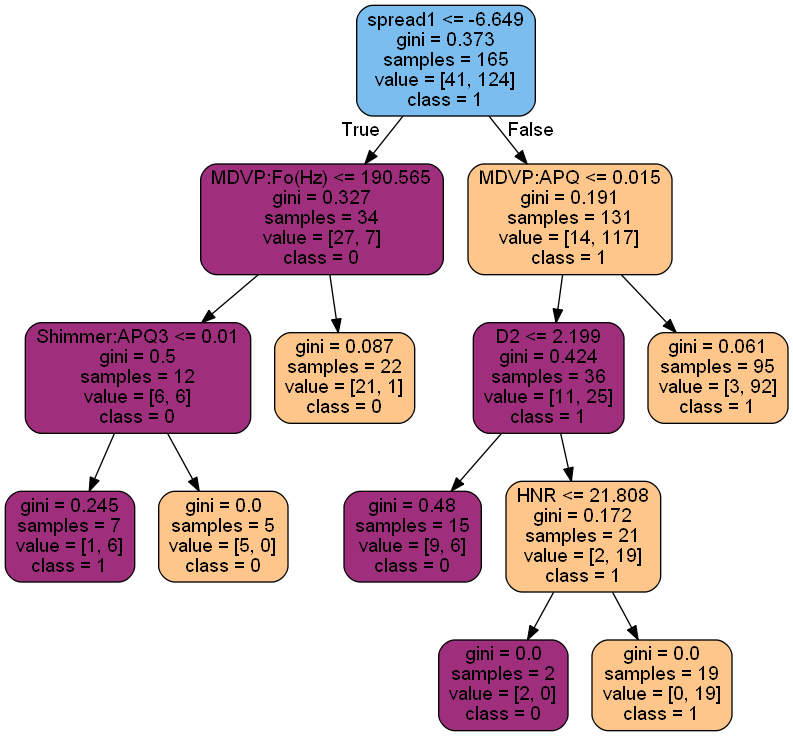 spread1 <= -6.649
gini = 0.373
samples = 165
value = [41, 124]
class = 1
True
False
MDVP:Fo(Hz) <= 190.565
gini = 0.327
samples = 34
value = [27, 7]
class = 0
MDVP:APQ <= 0.015
gini = 0.191
samples = 131
value = [14, 117]
class = 1
Shimmer:APQ3 <= 0.01
gini = 0.5
samples = 12
value = [6, 6]
class = 0
gini = 0.087
samples = 22
value = [21, 1]
class = 0
D2 <= 2.199
gini = 0.424
samples = 36
value = [11, 25]
class = 1
gini = 0.061
samples = 95
value = [3, 92]
class = 1
gini = 0.245
samples = 7
value = [1, 6]
class = 1
gini = 0.0
samples = 5
value = [5, 0]
class = 0
gini = 0.48
samples = 15
value = [9, 6]
class = 0
HNR <= 21.808
gini = 0.172
samples = 21
value = [2, 19]
class = 1
gini = 0.0
samples = 2
value = [2, 0]
class = 0
gini = 0.0
samples = 19
value = [0, 19]
class = 1